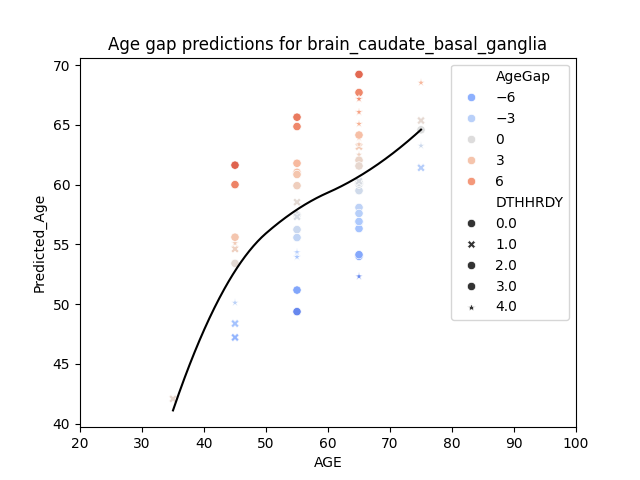 Age gap predictions for brain_caudate_basal_ganglia
70
65
60
55
50
45
40
Predicted_Age
20 30 40 50 60 70 80 90 100
AGE
AgeGap
−6
−3
0
3
6
DTHHRDY
0.0
1.0
2.0
3.0
4.0